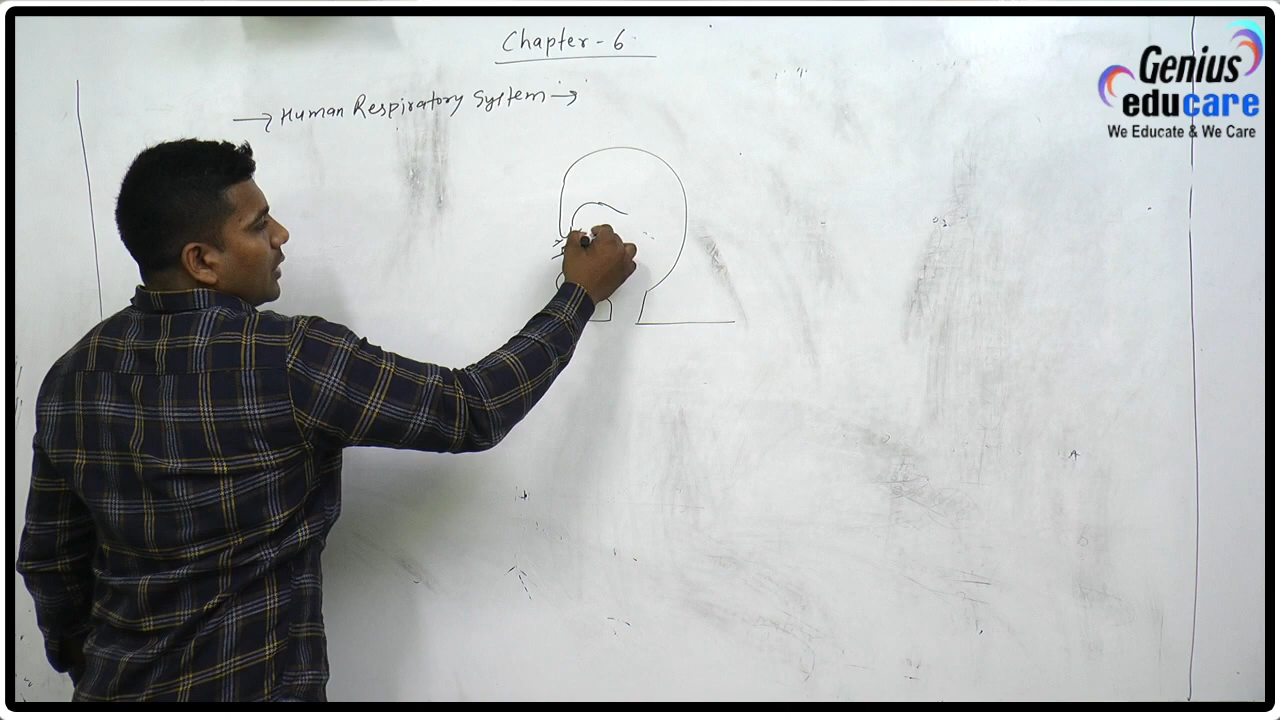 Chapter - 6
→ Human Respiratory System →
Genius
educare
We Educate & We Care